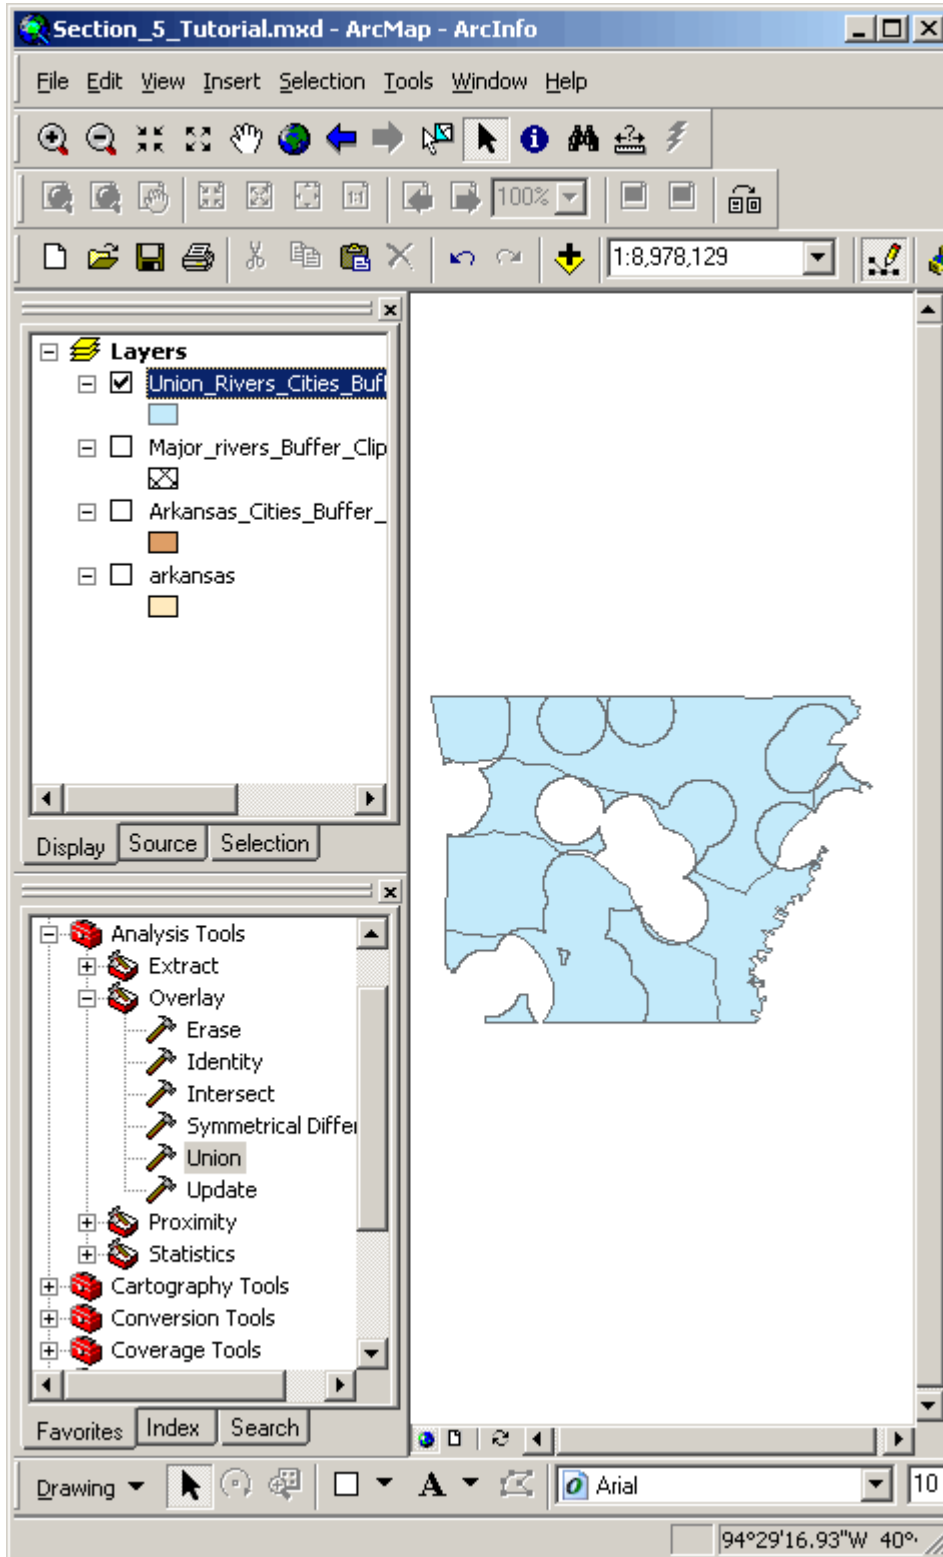 Section_5_Tutorial.mxd - ArcMap - ArcInfo
File Edit View Insert Selection Tools Window Help
1:1 100%
1:8,978,129
Layers
Union_Rivers_Cities_Buf
Major_rivers_Buffer_Clip
Arkansas_Cities_Buffer_
arkansas
Display Source Selection
Analysis Tools
Extract
Overlay
Erase
Identity
Intersect
Symmetrical Differ
Union
Update
Proximity
Statistics
Cartography Tools
Conversion Tools
Coverage Tools
Favorites Index Search
Drawing A Arial 10
94°29'16.93"W 40°